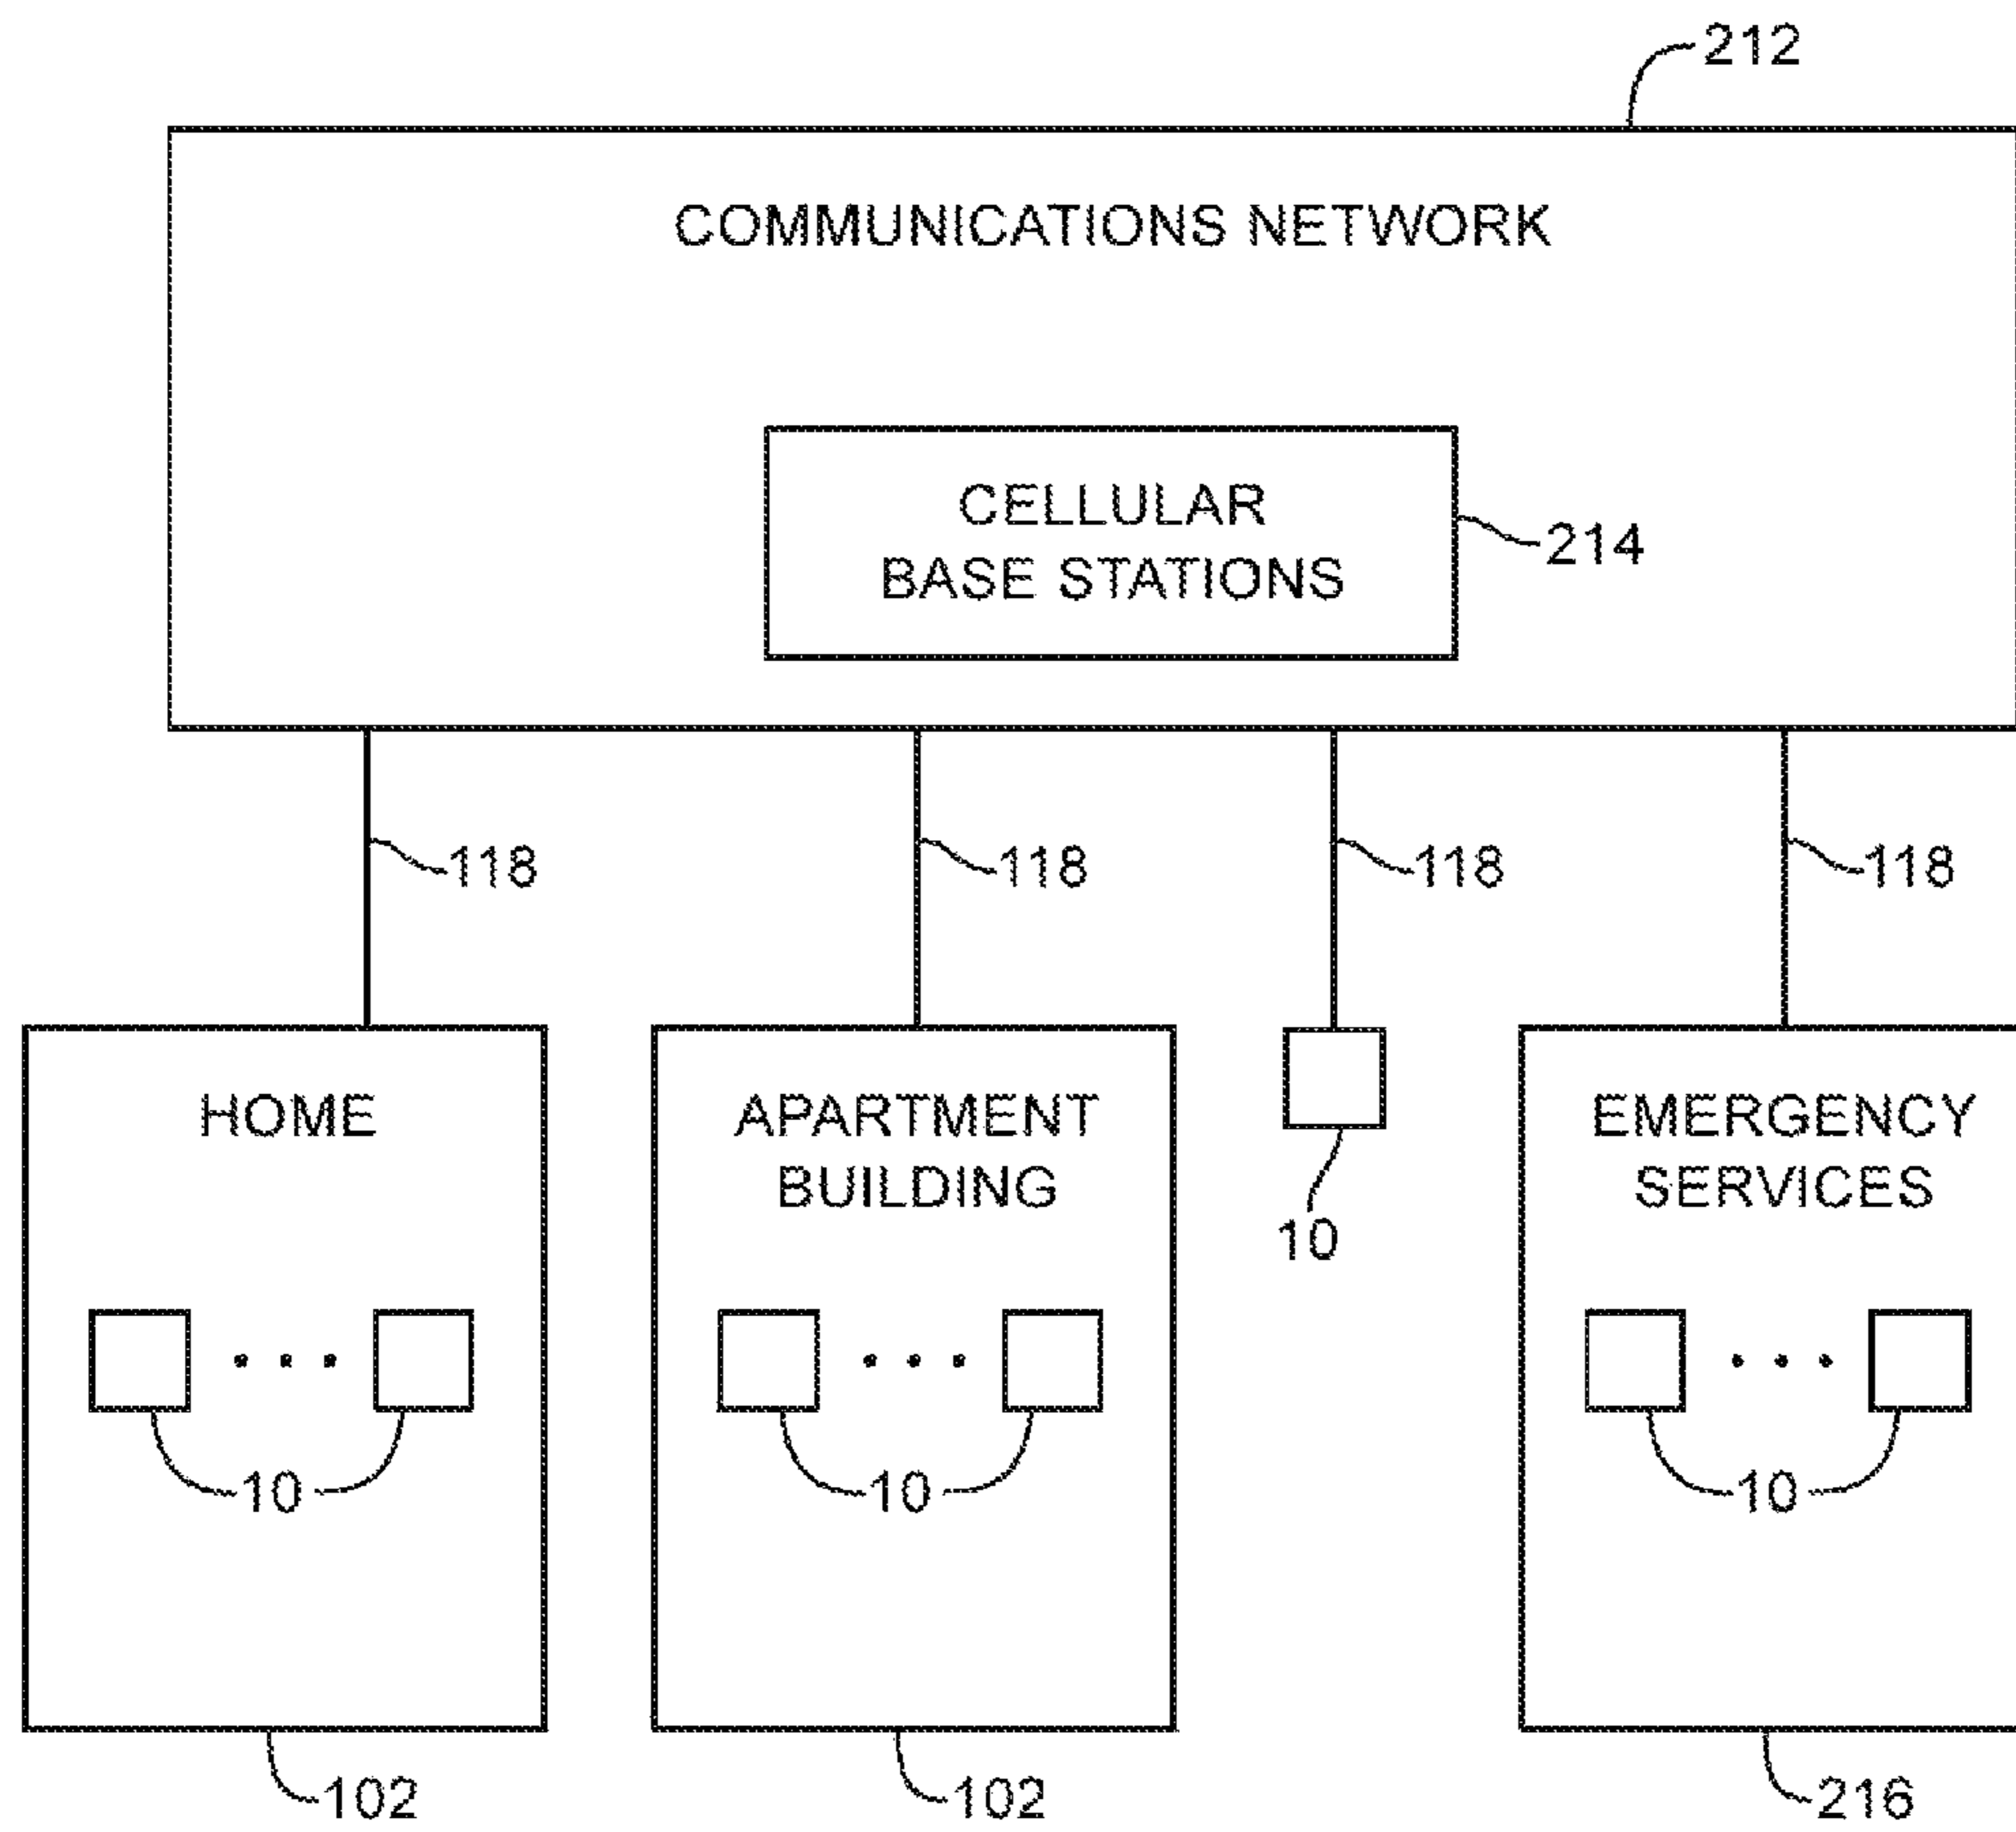 212
COMMUNICATIONS NETWORK
CELLULAR
BASE STATIONS
214
118
118
118
118
HOME
10
102
APARTMENT
BUILDING
10
102
10
EMERGENCY
SERVICES
10
216